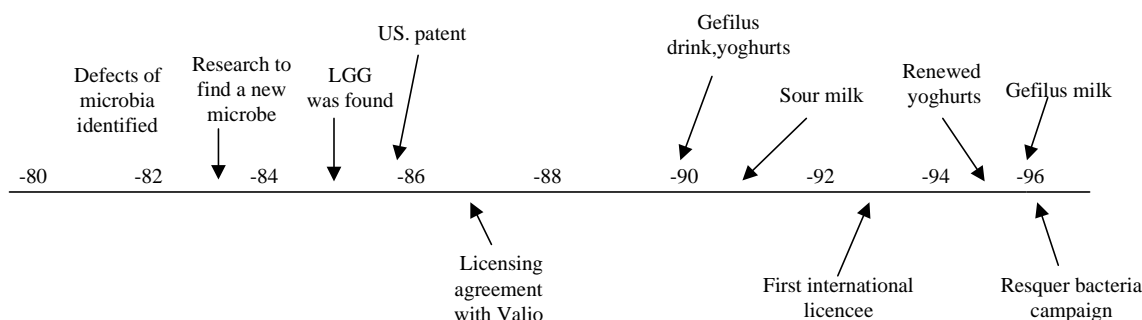 Defects of
microbia
identified
Research to
find a new
microbe
LGG
was found
US. patent
Gefilus
drink,yoghurts
Sour milk
Renewed
yoghurts
Gefilus milk
-80 -82 -84 -86 -88 -90 -92 -94 -96
Licensing
agreement
with Valio
First international
licencee
Resquer bacteria
campaign